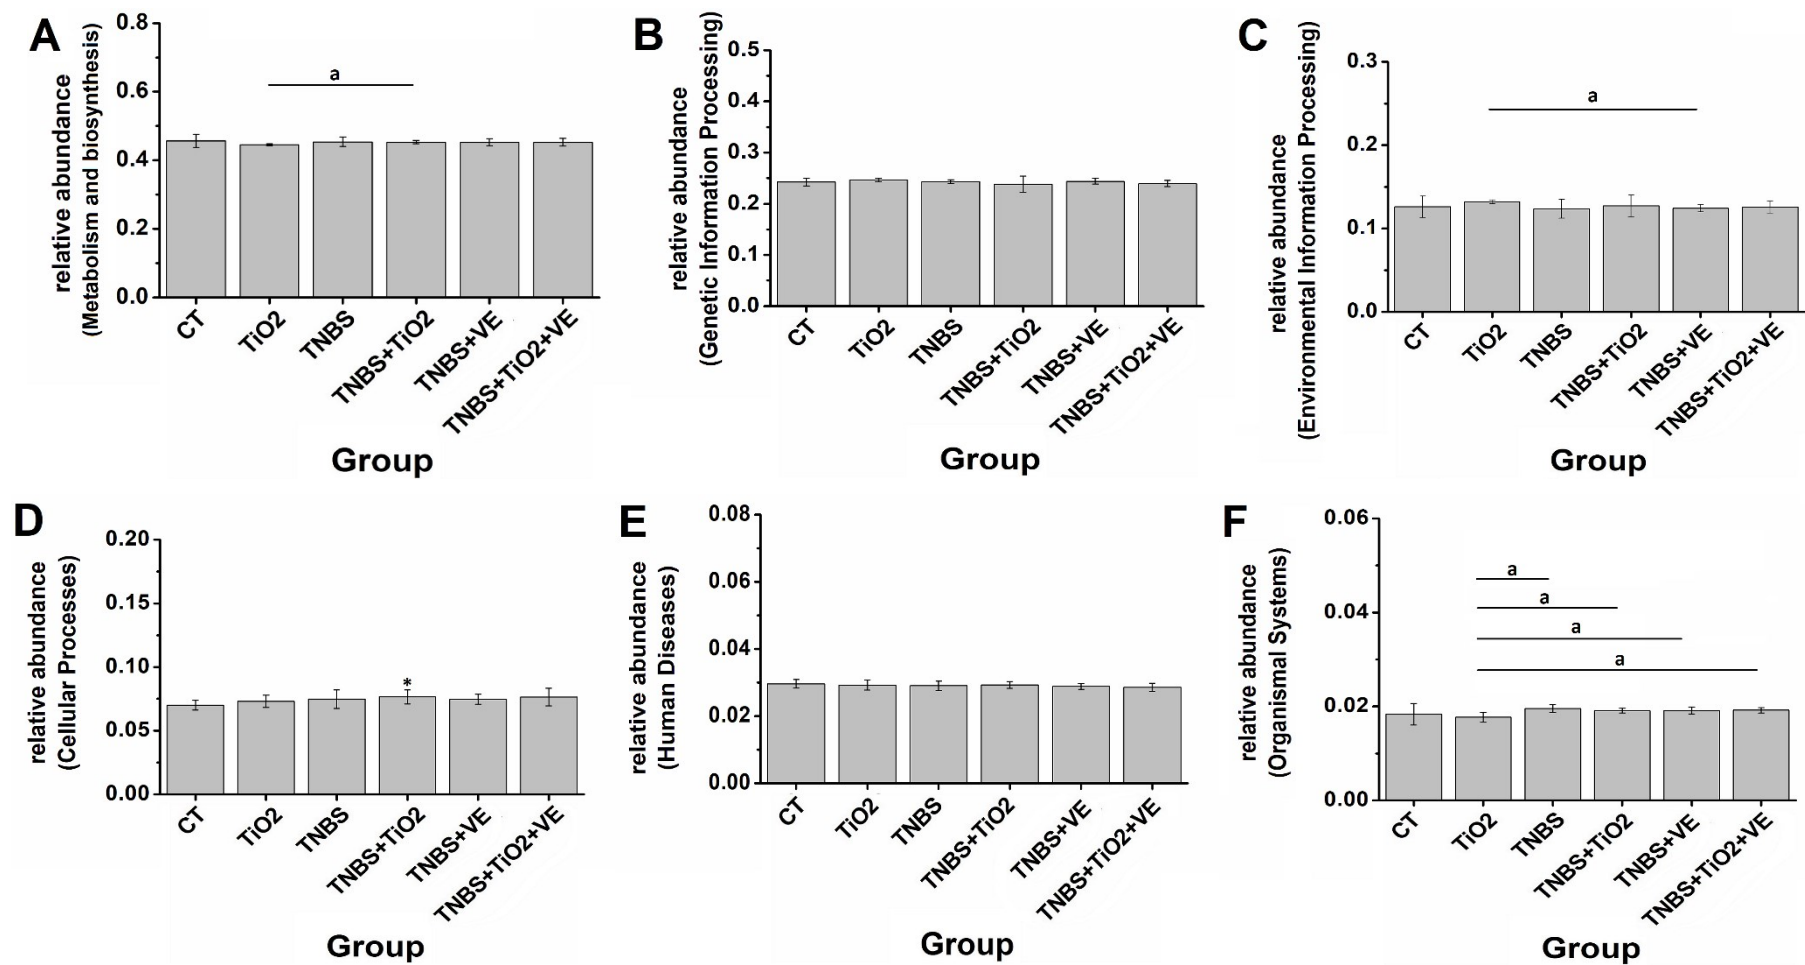 A
relative abundance
(Metabolism and biosynthesis)
0.8
0.6
0.4
0.2
0.0
a
CT
TiO2
TNBS
TNBS+TiO2
TNBS+VE
TNBS+TiO2+VE
Group
B
relative abundance
(Genetic Information Processing)
0.5
0.4
0.3
0.2
0.1
0.0
CT
TiO2
TNBS
TNBS+TiO2
TNBS+VE
TNBS+TiO2+VE
Group
C
relative abundance
(Environmental Information Processing)
0.3
0.2
0.1
0.0
a
CT
TiO2
TNBS
TNBS+TiO2
TNBS+VE
TNBS+TiO2+VE
Group
D
relative abundance
(Cellular Processes)
0.20
0.15
0.10
0.05
0.00
*
CT
TiO2
TNBS
TNBS+TiO2
TNBS+VE
TNBS+TiO2+VE
Group
E
relative abundance
(Human Diseases)
0.08
0.06
0.04
0.02
0.00
CT
TiO2
TNBS
TNBS+TiO2
TNBS+VE
TNBS+TiO2+VE
Group
F
relative abundance
(Organismal Systems)
0.06
0.04
0.02
0.00
a
a
a
a
CT
TiO2
TNBS
TNBS+TiO2
TNBS+VE
TNBS+TiO2+VE
Group